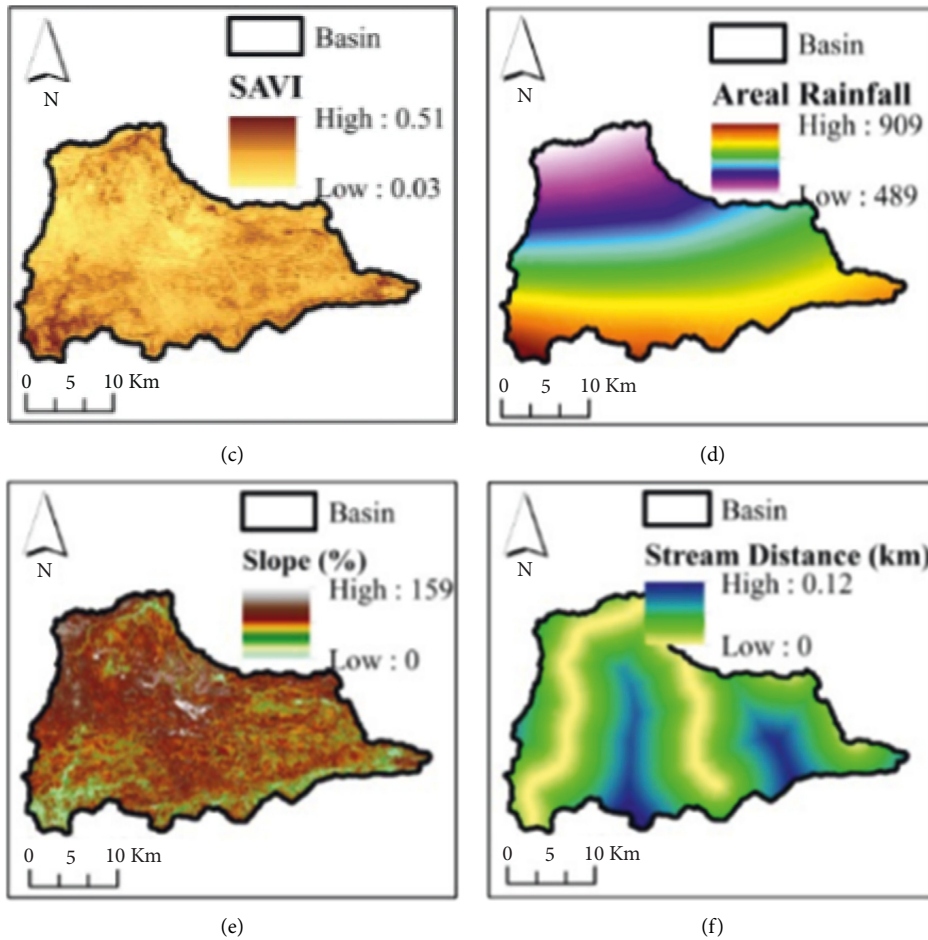 N
Basin
SAVI
High : 0.51
Low : 0.03
0 5 10 Km
(c)
N
Basin
Areal Rainfall
High : 909
Low : 489
0 5 10 Km
(d)
N
Basin
Slope (%)
High : 159
Low : 0
0 5 10 Km
(e)
N
Basin
Stream Distance (km)
High : 0.12
Low : 0
0 5 10 Km
(f)